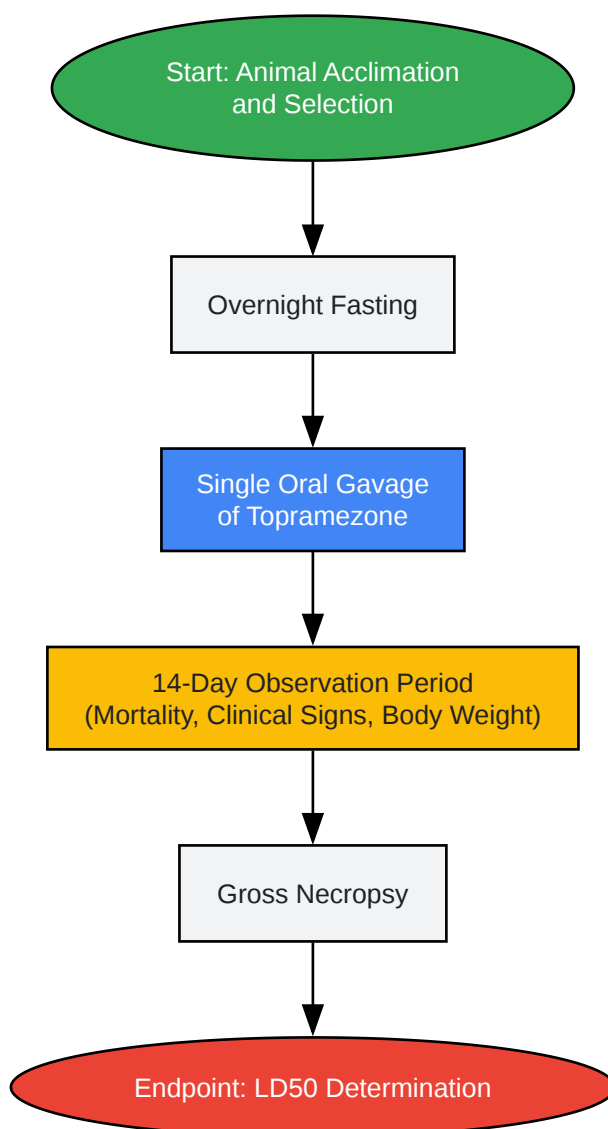 Start: Animal Acclimation
and Selection
Overnight Fasting
Single Oral Gavage
of Topramezone
14-Day Observation Period
(Mortality, Clinical Signs, Body Weight)
Gross Necropsy
Endpoint: LD50 Determination